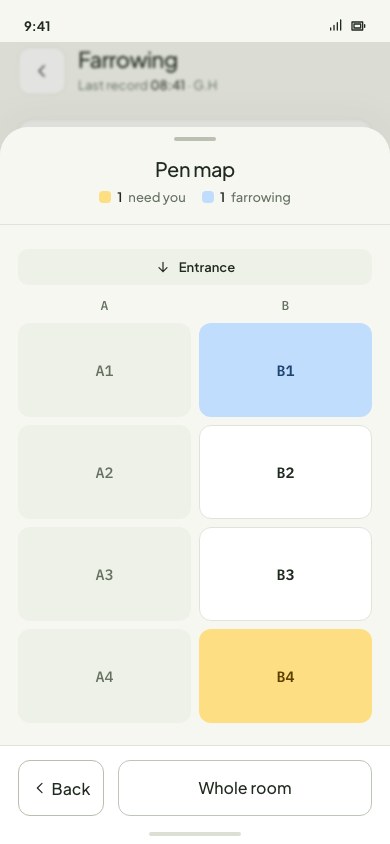 9:41
Farrowing
Last record 08:41 · G.H
Pen map
1 need you 1 farrowing
↓ Entrance
A B
A1 B1
A2 B2
A3 B3
A4 B4
Back Whole room